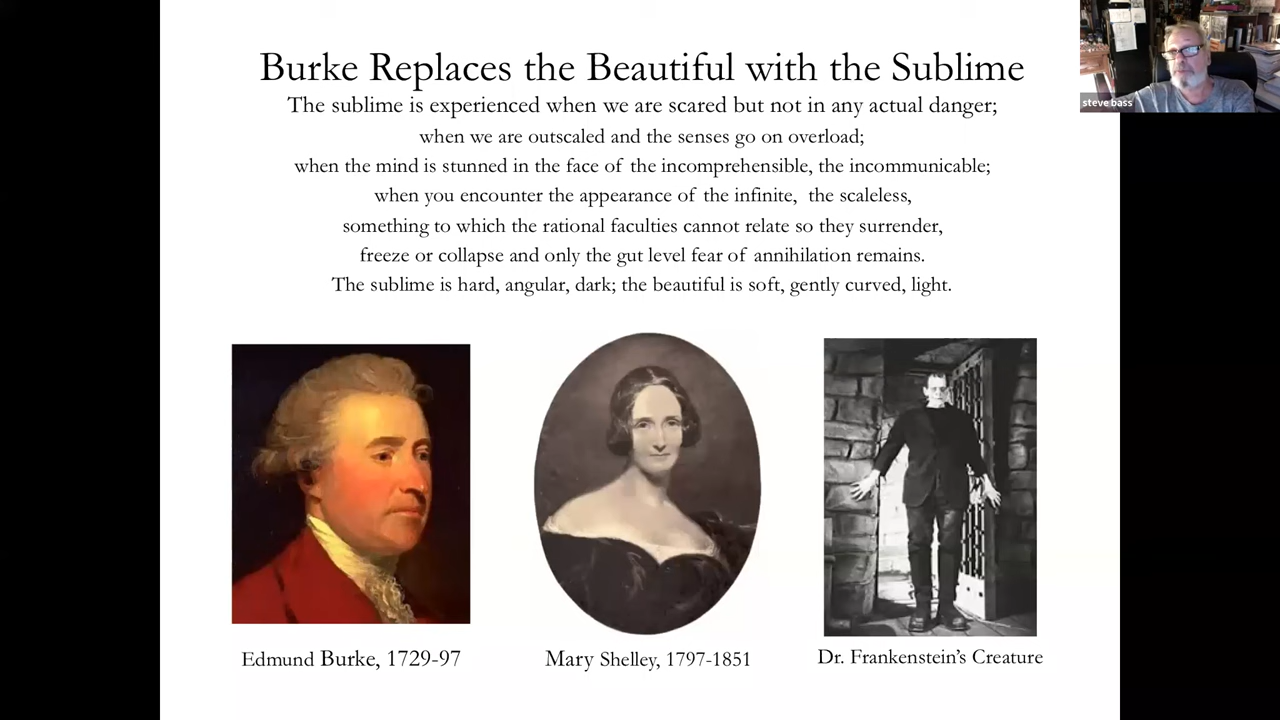 Burke Replaces the Beautiful with the Sublime
The sublime is experienced when we are scared but not in any actual danger;
when we are outscaled and the senses go on overload;
when the mind is stunned in the face of the incomprehensible, the incommunicable;
when you encounter the appearance of the infinite, the scaleless,
something to which the rational faculties cannot relate so they surrender,
freeze or collapse and only the gut level fear of annihilation remains.
The sublime is hard, angular, dark; the beautiful is soft, gently curved, light.
Edmund Burke, 1729-97
Mary Shelley, 1797-1851
Dr. Frankenstein's Creature
steve bass